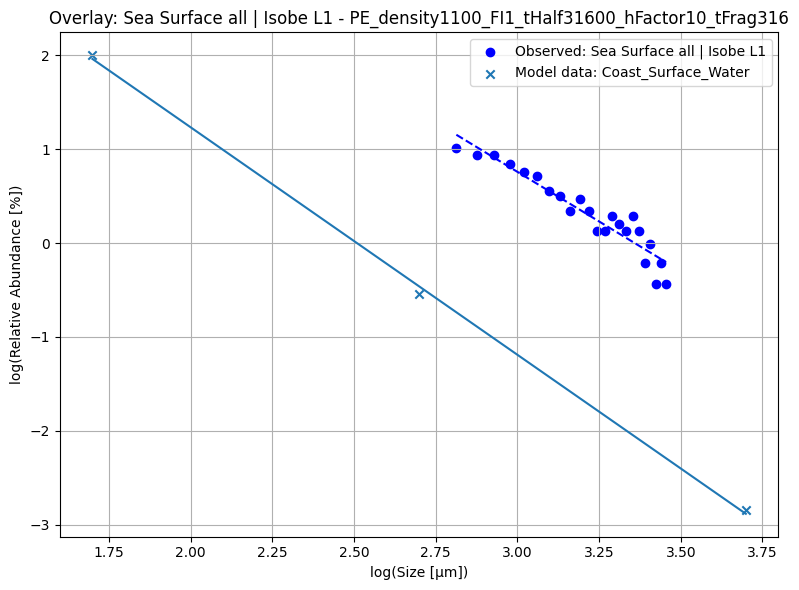 Overlay: Sea Surface all | Isobe L1 - PE_density1100_FI1_tHalf31600_hFactor10_tFrag316
Observed: Sea Surface all | Isobe L1
Model data: Coast_Surface_Water
log(Relative Abundance [%])
2
1
0
−1
−2
−3
1.75 2.00 2.25 2.50 2.75 3.00 3.25 3.50 3.75
log(Size [μm])